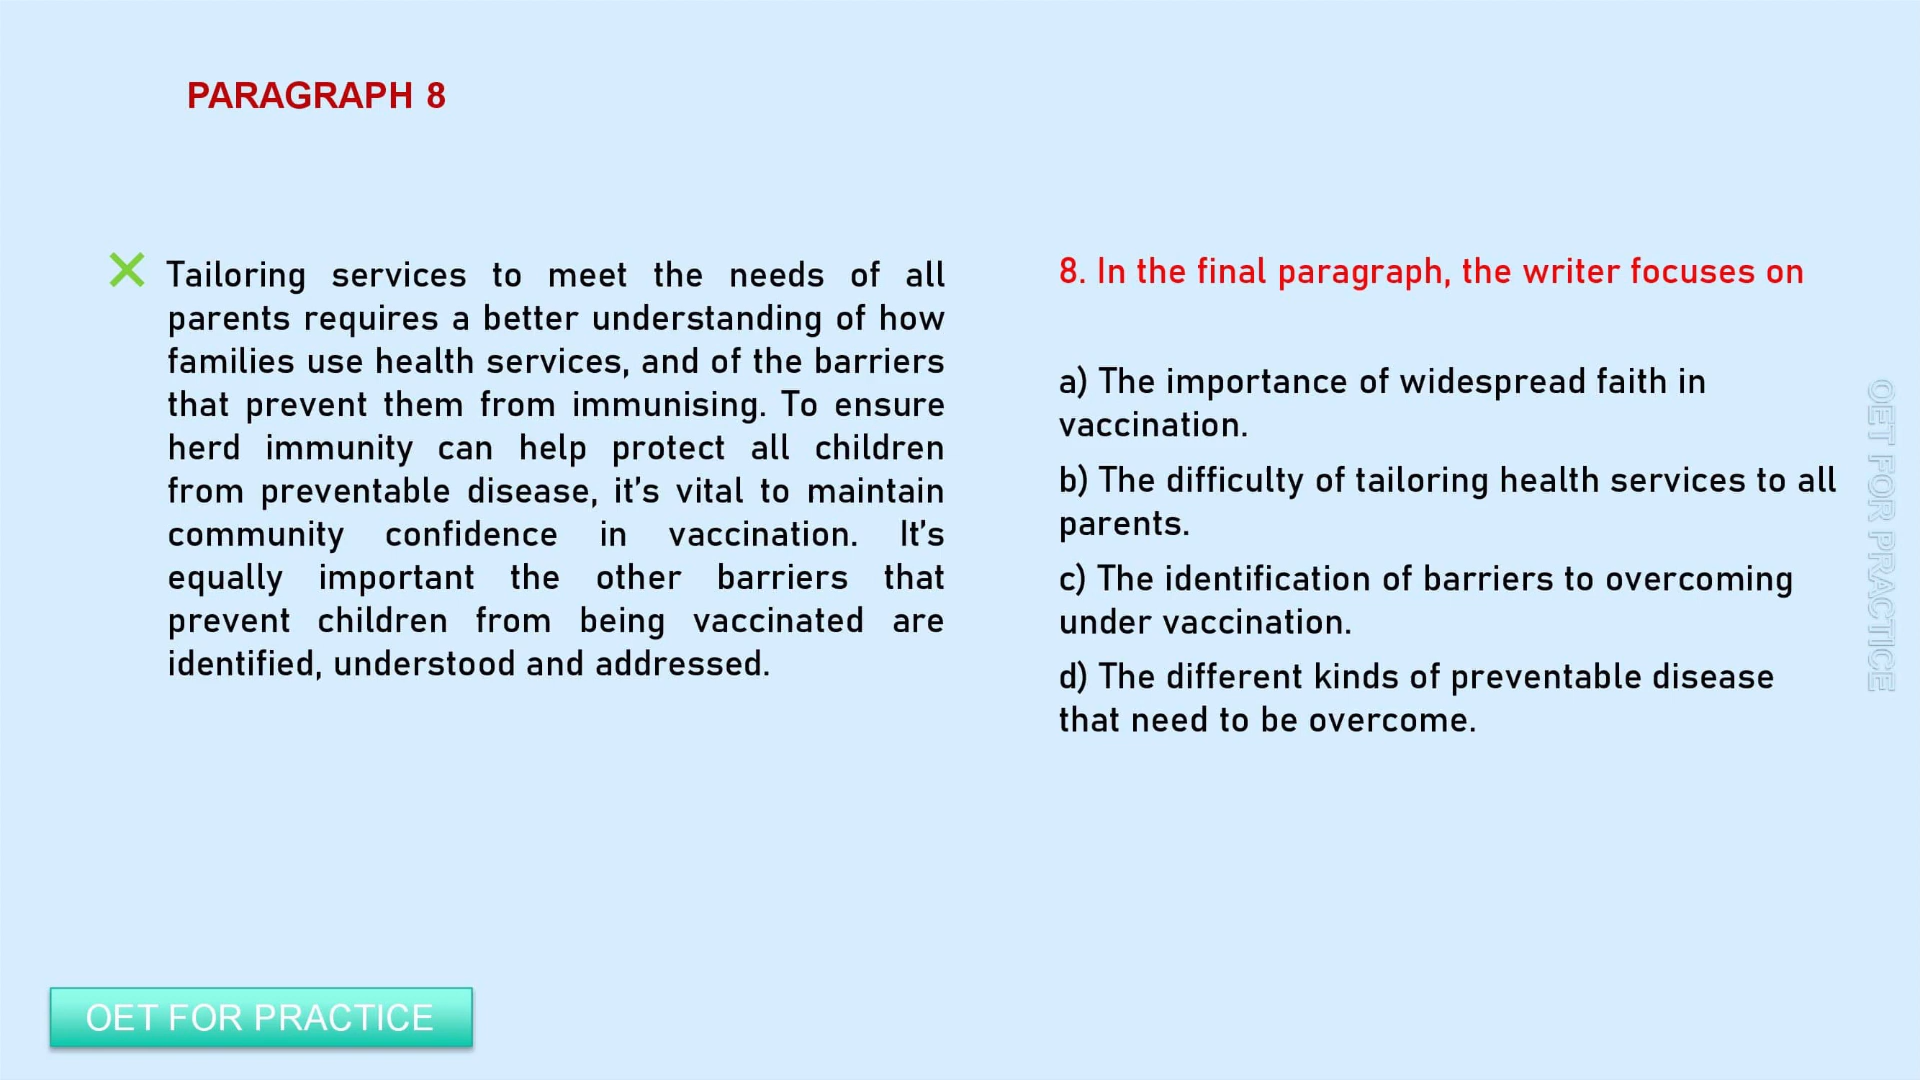 PARAGRAPH 8
Tailoring services to meet the needs of all
parents requires a better understanding of how
families use health services, and of the barriers
that prevent them from immunising. To ensure
herd immunity can help protect all children
from preventable disease, it's vital to maintain
community confidence in vaccination. It's
equally important the other barriers that
prevent children from being vaccinated are
identified, understood and addressed.
8. In the final paragraph, the writer focuses on
a) The importance of widespread faith in
vaccination.
b) The difficulty of tailoring health services to all
parents.
c) The identification of barriers to overcoming
under vaccination.
d) The different kinds of preventable disease
that need to be overcome.
OET FOR PRACTICE
OET FOR PRACTICE